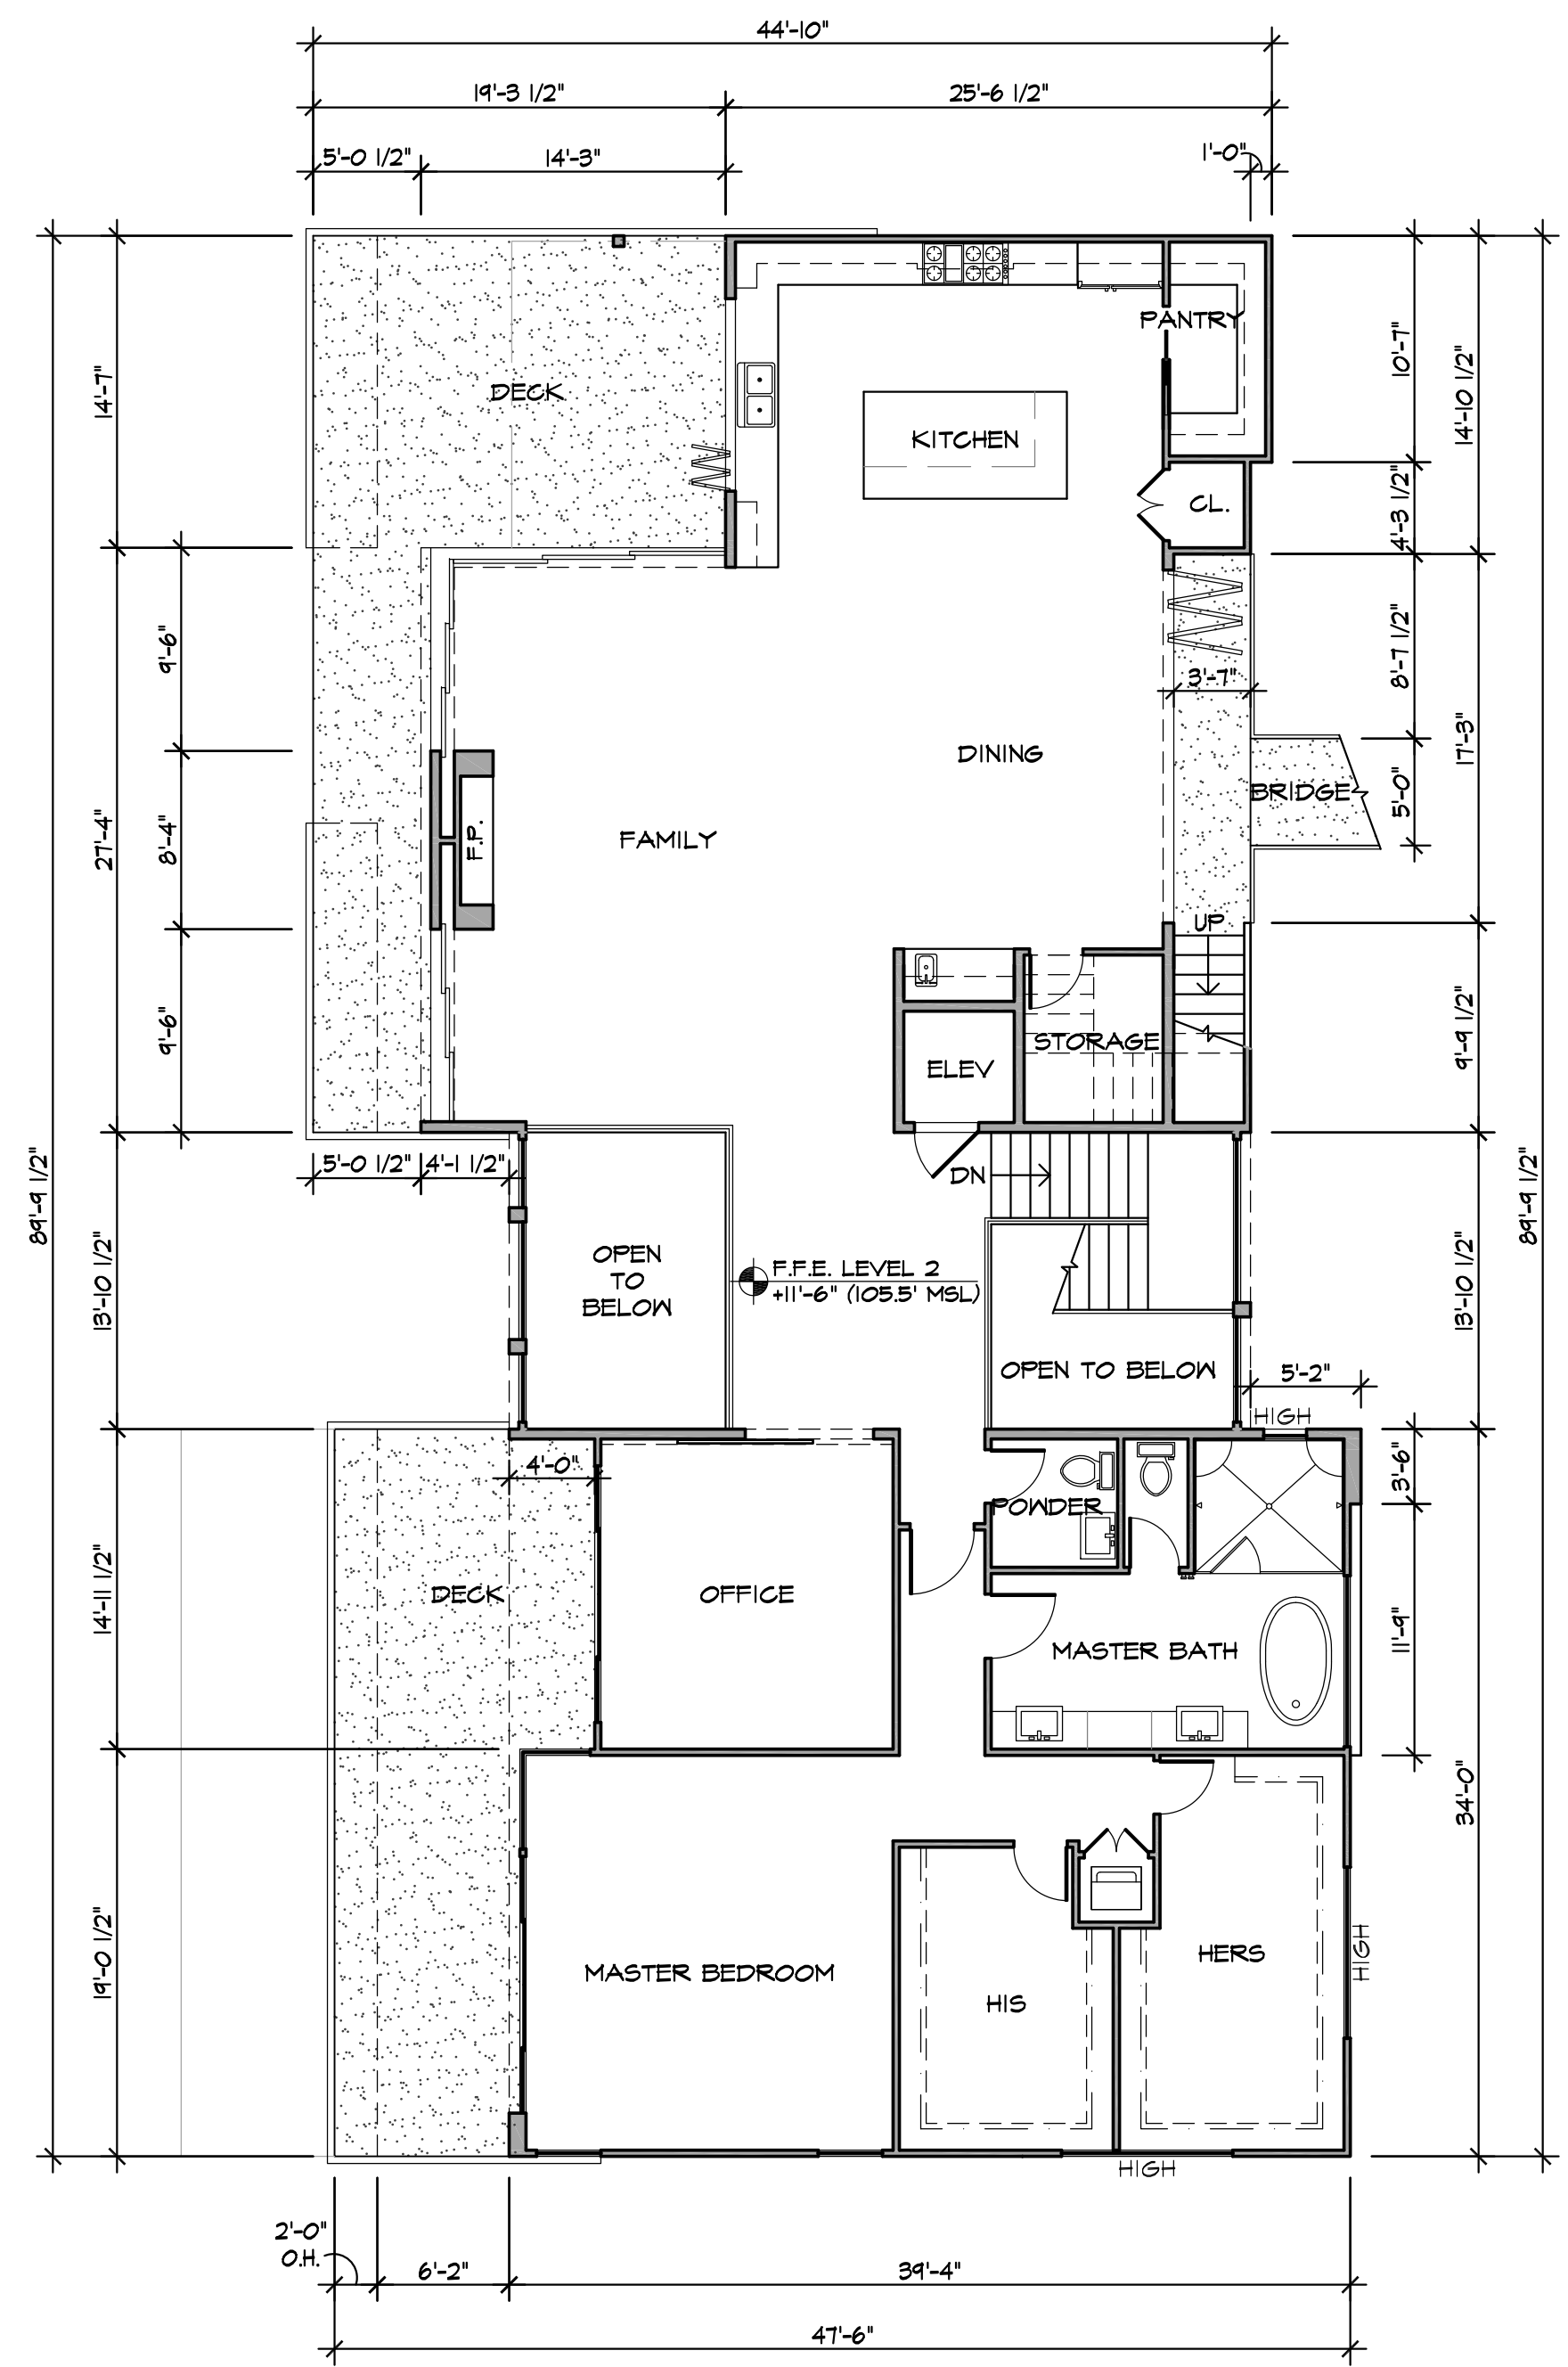 44'-10"
19'-3 1/2"
25'-6 1/2"
5'-0 1/2"
14'-3"
1'-0"
PANTRY
10'-7"
14'-7"
14'-10 1/2"
DECK
KITCHEN
CL.
4'-3 1/2"
9'-6"
8'-7 1/2"
3'-7"
17'-3"
DINING
BRIDGE
5'-0"
27'-4"
8'-4"
F.P.
FAMILY
UP
9'-6"
STORAGE
9'-9 1/2"
ELEV
5'-0 1/2"
4'-1 1/2"
DN
89'-9 1/2"
89'-9 1/2"
OPEN
TO
BELOW
F.F.E. LEVEL 2
+11'-6" (105.5' MSL)
13'-10 1/2"
13'-10 1/2"
OPEN TO BELOW
5'-2"
HIGH
4'-0"
3'-6"
POWDER
14'-11 1/2"
DECK
OFFICE
11'-9"
MASTER BATH
34'-0"
19'-0 1/2"
MASTER BEDROOM
HIS
HERS
HIGH
HIGH
2'-0"
O.H.
6'-2"
39'-4"
47'-6"